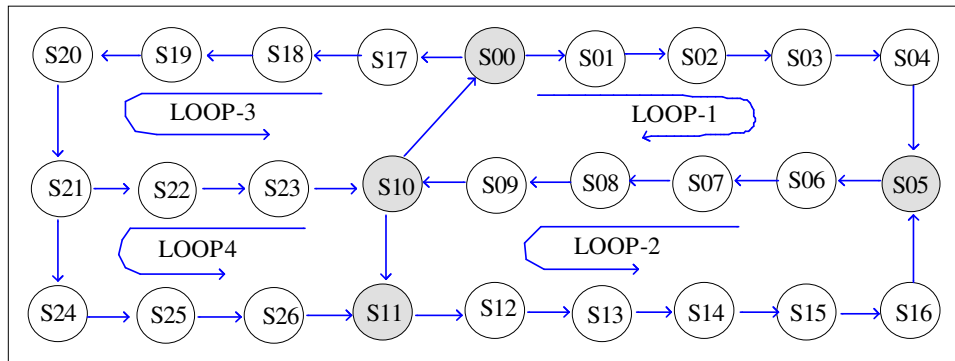 S20 S19 S18 S17 S00 S01 S02 S03 S04
LOOP-3 LOOP-1
S21 S22 S23 S10 S09 S08 S07 S06 S05
LOOP4 LOOP-2
S24 S25 S26 S11 S12 S13 S14 S15 S16